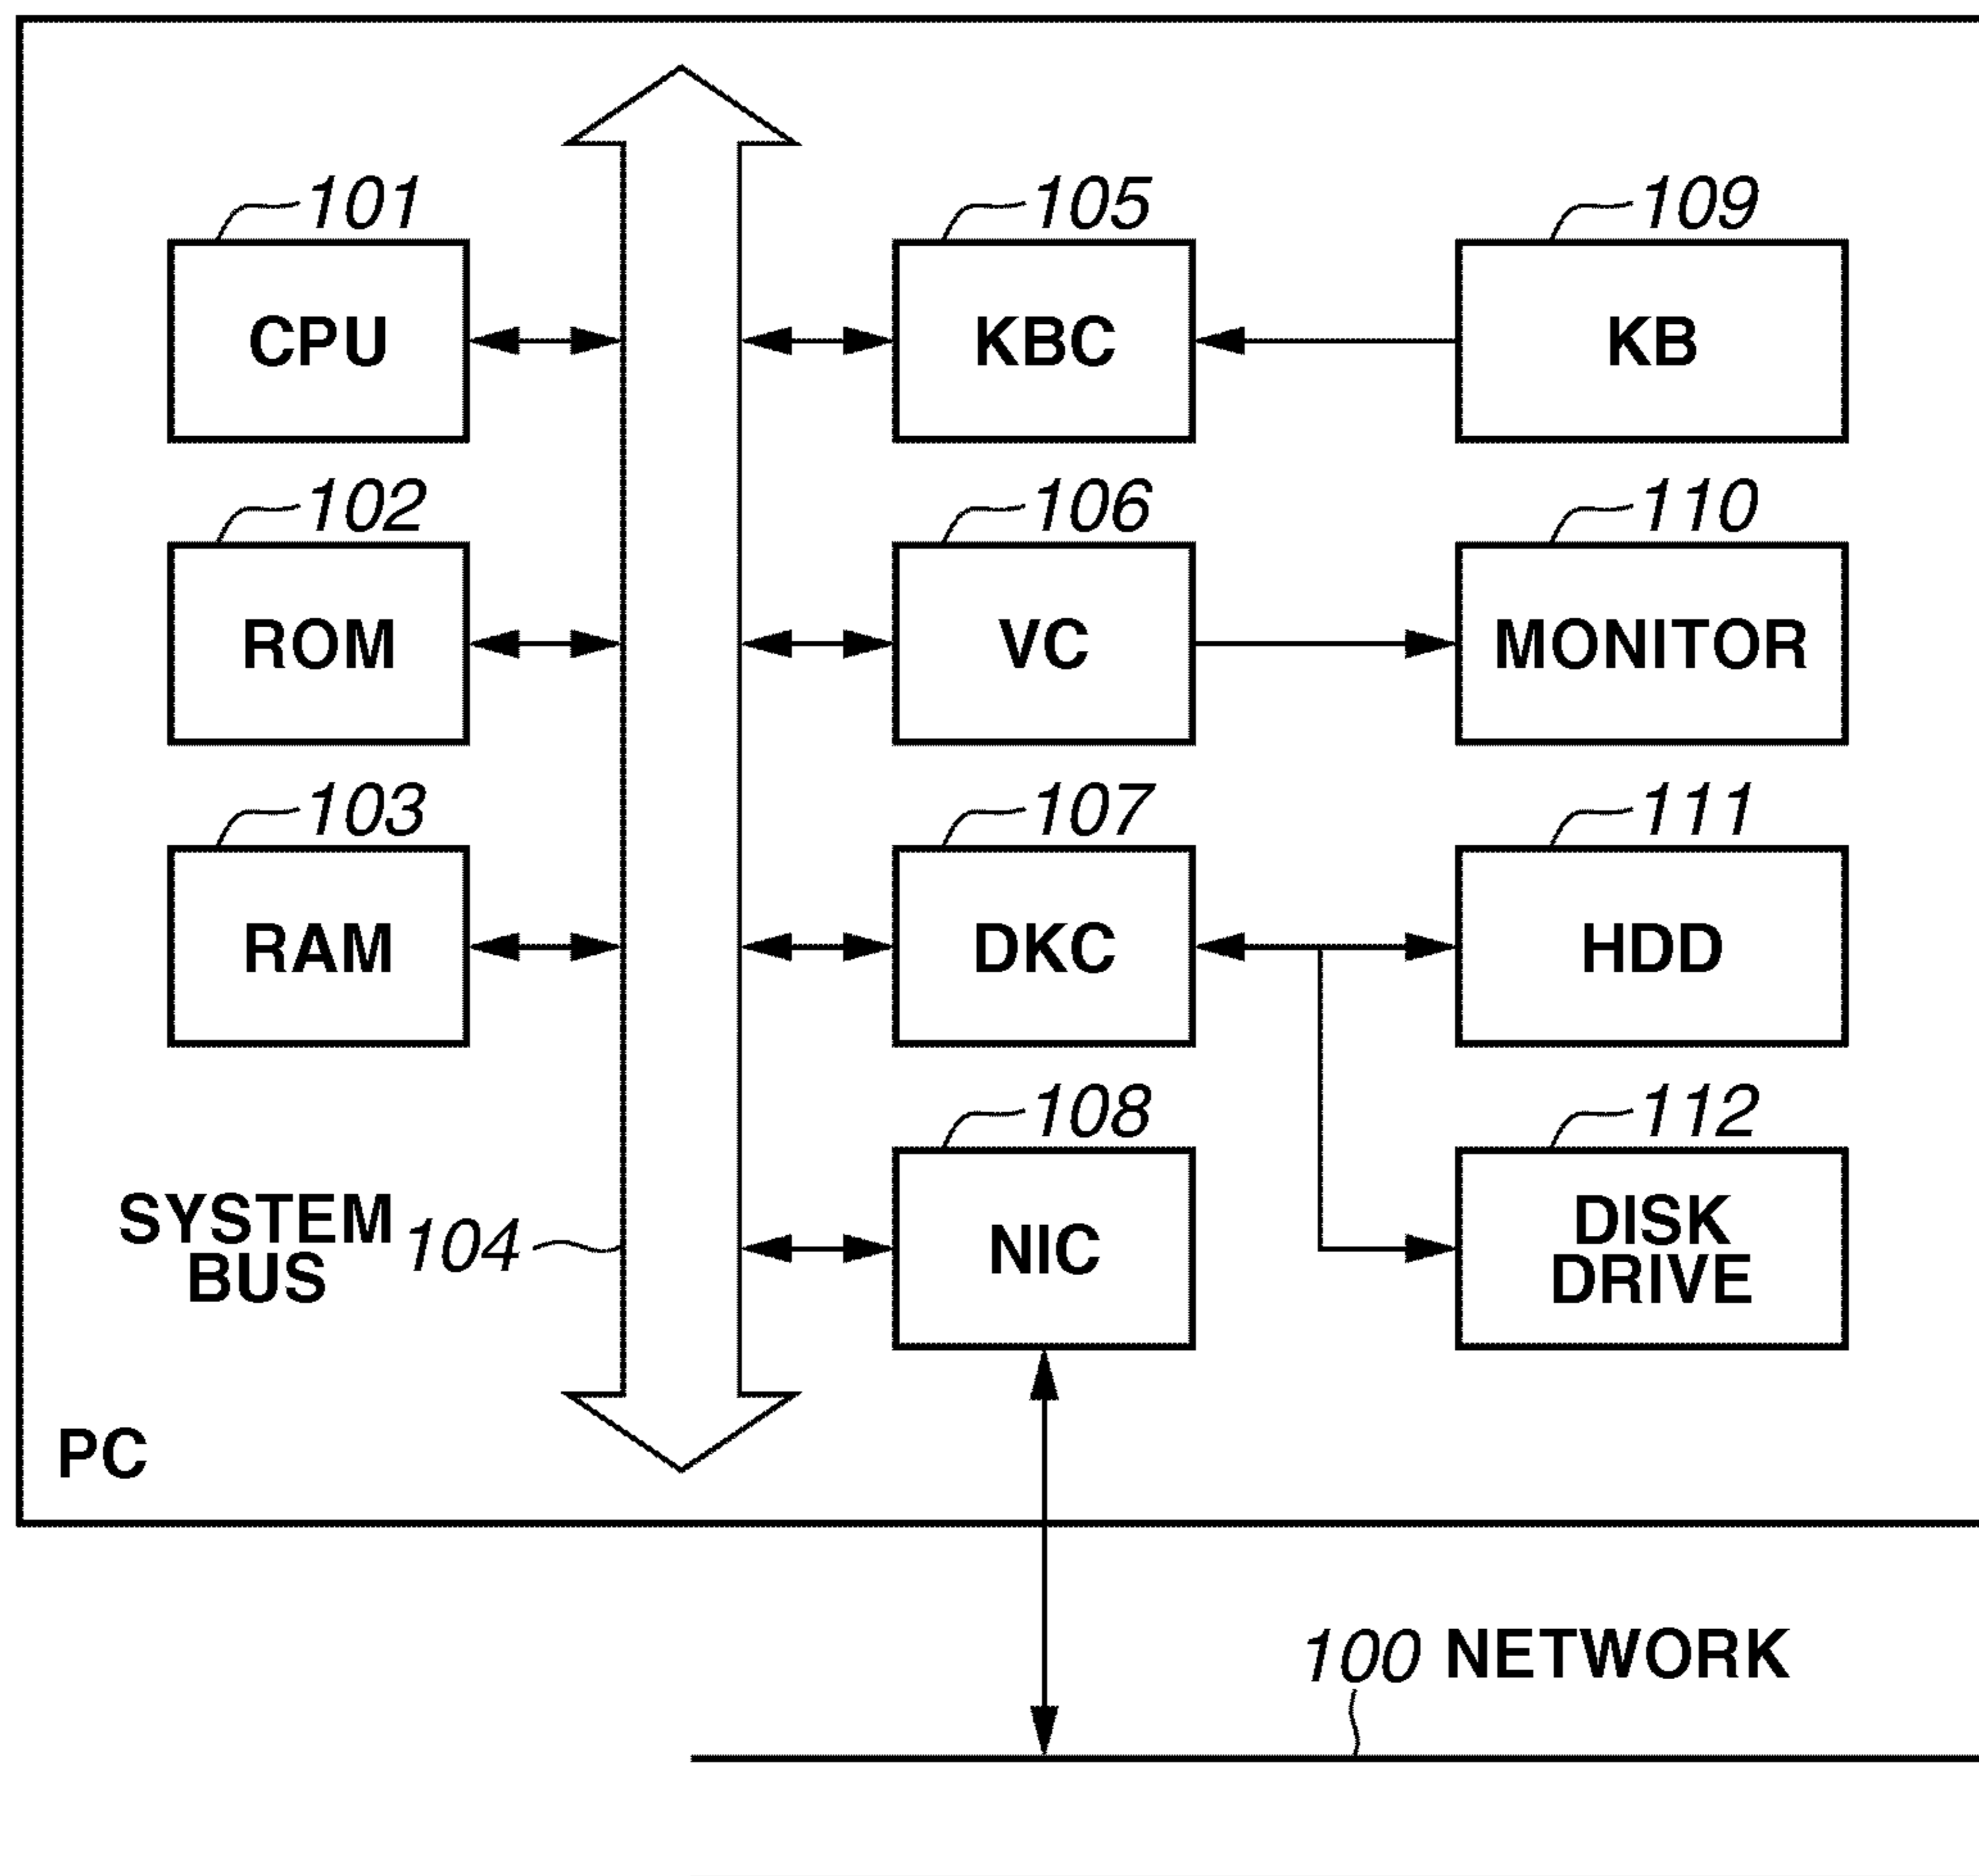 101
105
109
CPU
KBC
KB
102
106
110
ROM
VC
MONITOR
103
107
111
RAM
DKC
HDD
108
112
SYSTEM
BUS
104
NIC
DISK
DRIVE
PC
100 NETWORK